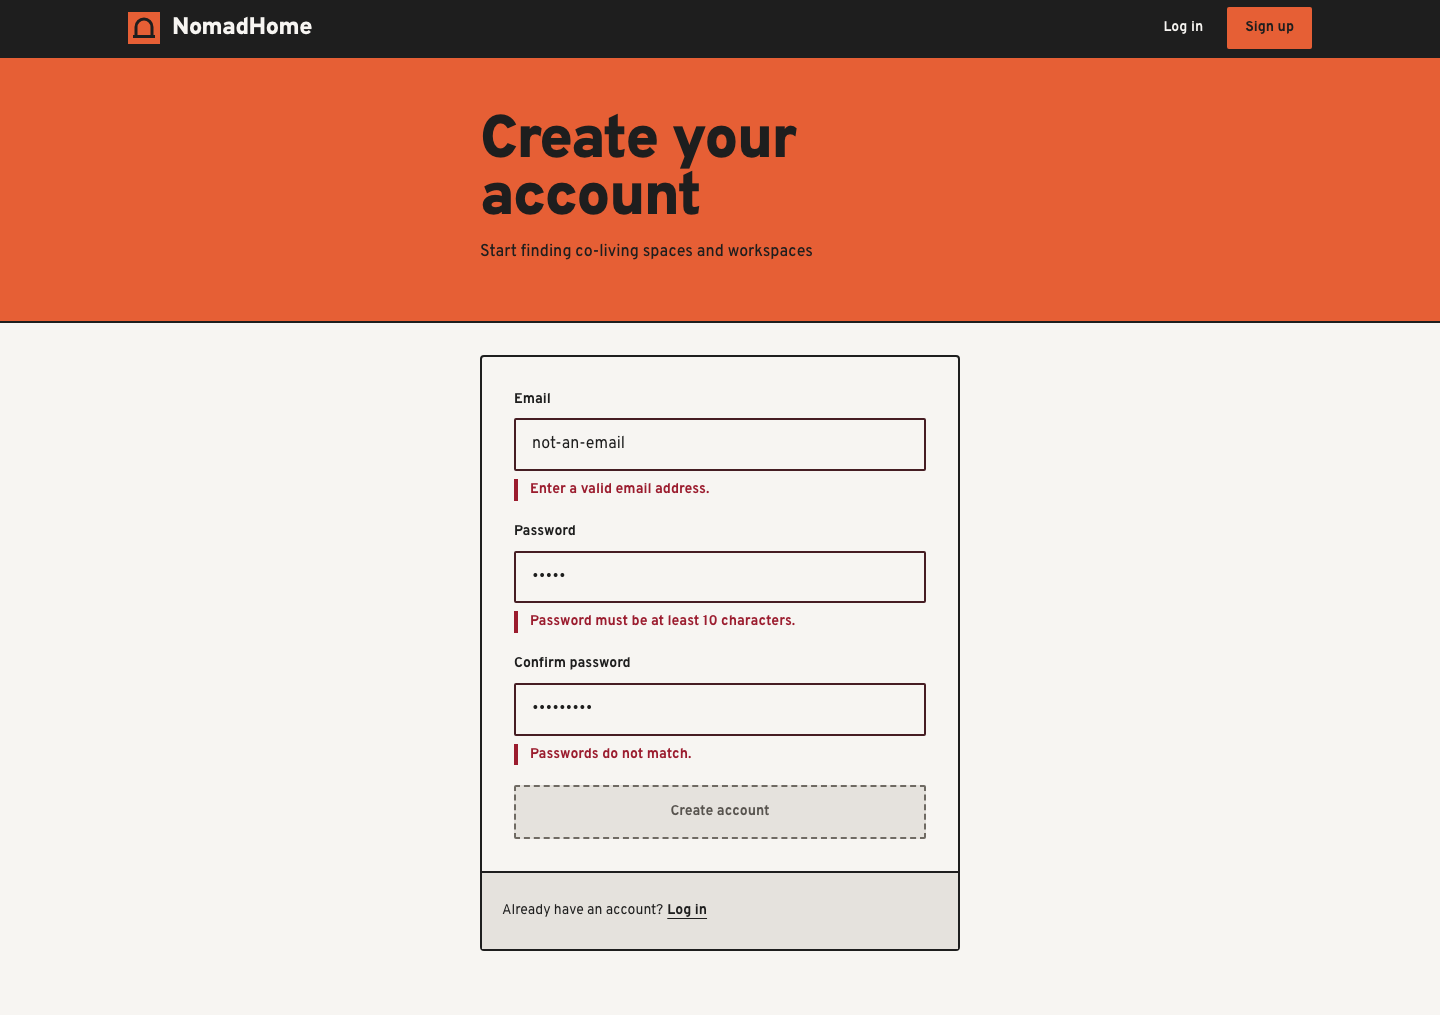 NomadHome
Log in
Sign up
Create your
account
Start finding co-living spaces and workspaces
Email
not-an-email
Enter a valid email address.
Password
•••••
Password must be at least 10 characters.
Confirm password
•••••••••
Passwords do not match.
Create account
Already have an account? Log in